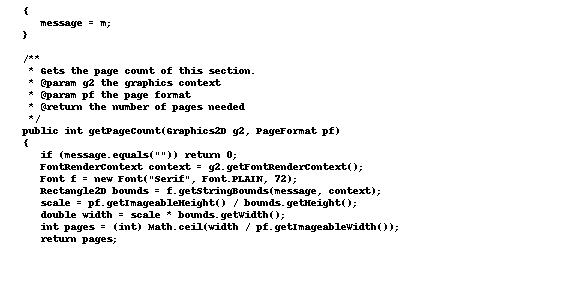 {
   message = m;
}

/**
 * Gets the page count of this section.
 * @param g2 the graphics context
 * @param pf the page format
 * @return the number of pages needed
 */
public int getPageCount(Graphics2D g2, PageFormat pf)
{
   if (message.equals("")) return 0;
   FontRenderContext context = g2.getFontRenderContext();
   Font f = new Font("Serif", Font.PLAIN, 72);
   Rectangle2D bounds = f.getStringBounds(message, context);
   scale = pf.getImageableHeight() / bounds.getHeight();
   double width = scale * bounds.getWidth();
   int pages = (int) Math.ceil(width / pf.getImageableWidth());
   return pages;